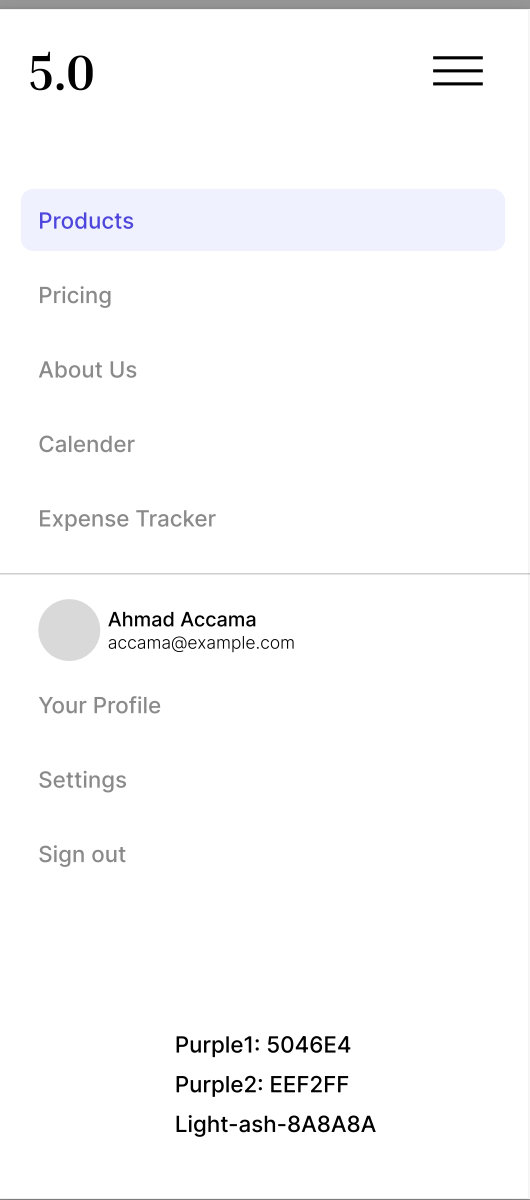 5.0
Products
Pricing
About Us
Calender
Expense Tracker
Ahmad Accama
accama@example.com
Your Profile
Settings
Sign out
Purple1: 5046E4
Purple2: EEF2FF
Light-ash-8A8A8A